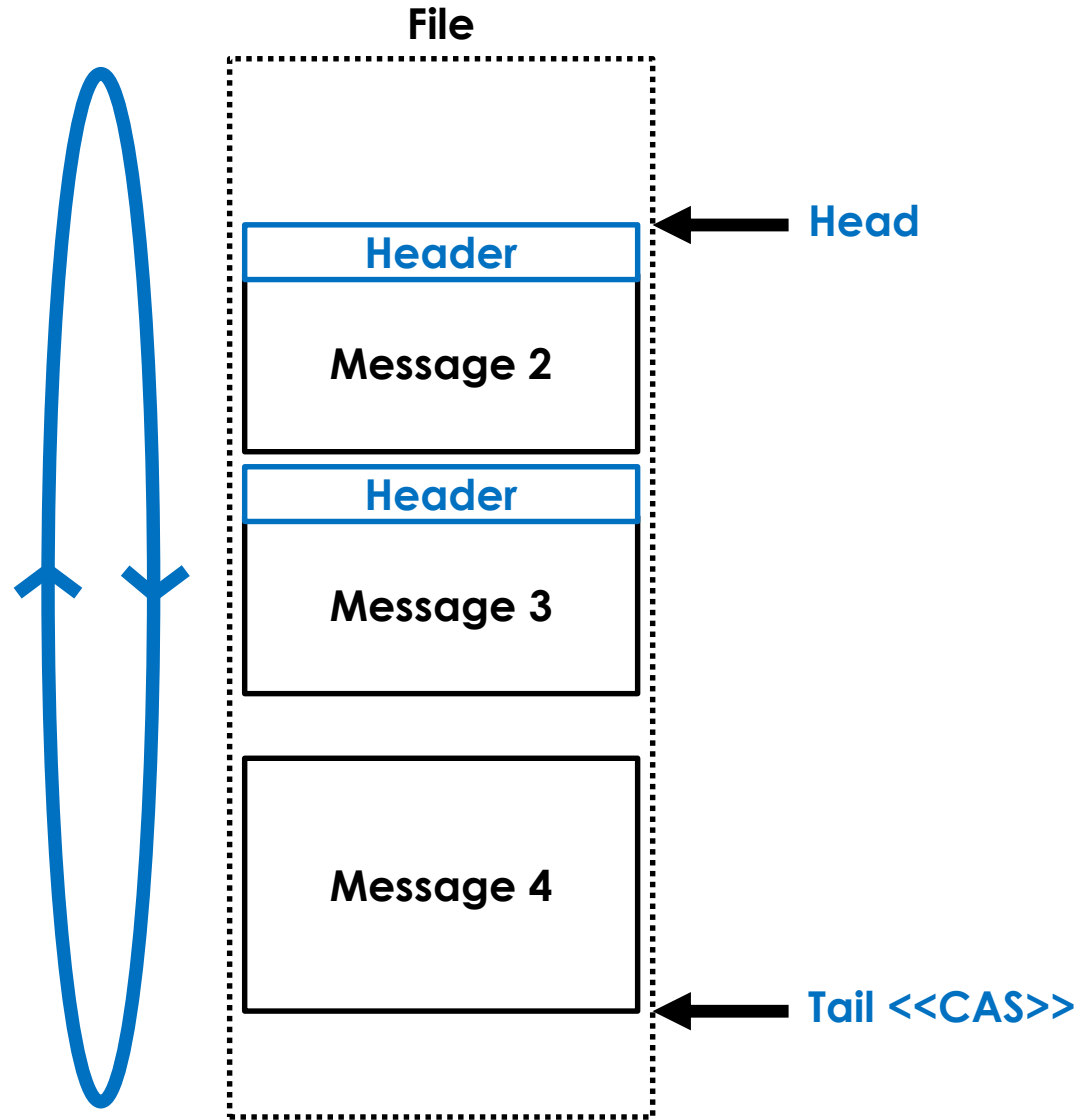 File
Head
Header
Message 2
Header
Message 3
Message 4
Tail <<CAS>>